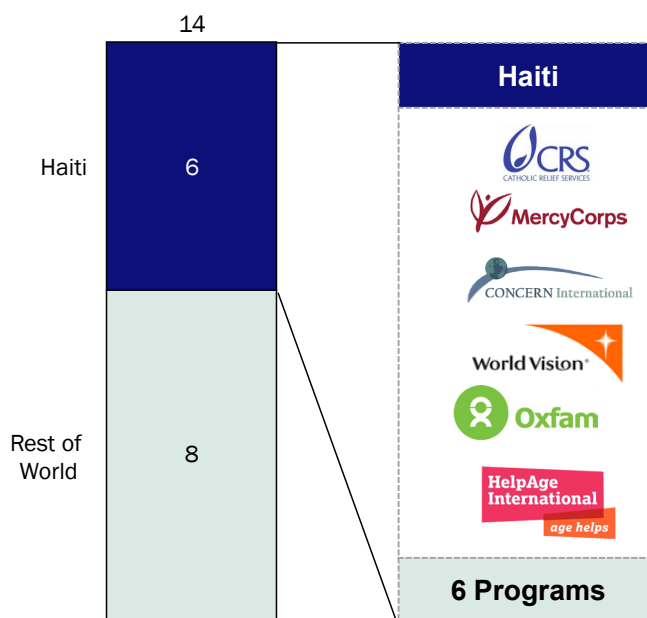 14
Haiti
6
Rest of
World
8
Haiti
CRS
CATHOLIC RELIEF SERVICES
MercyCorps
CONCERN International
World Vision®
Oxfam
HelpAge
International
age helps
6 Programs